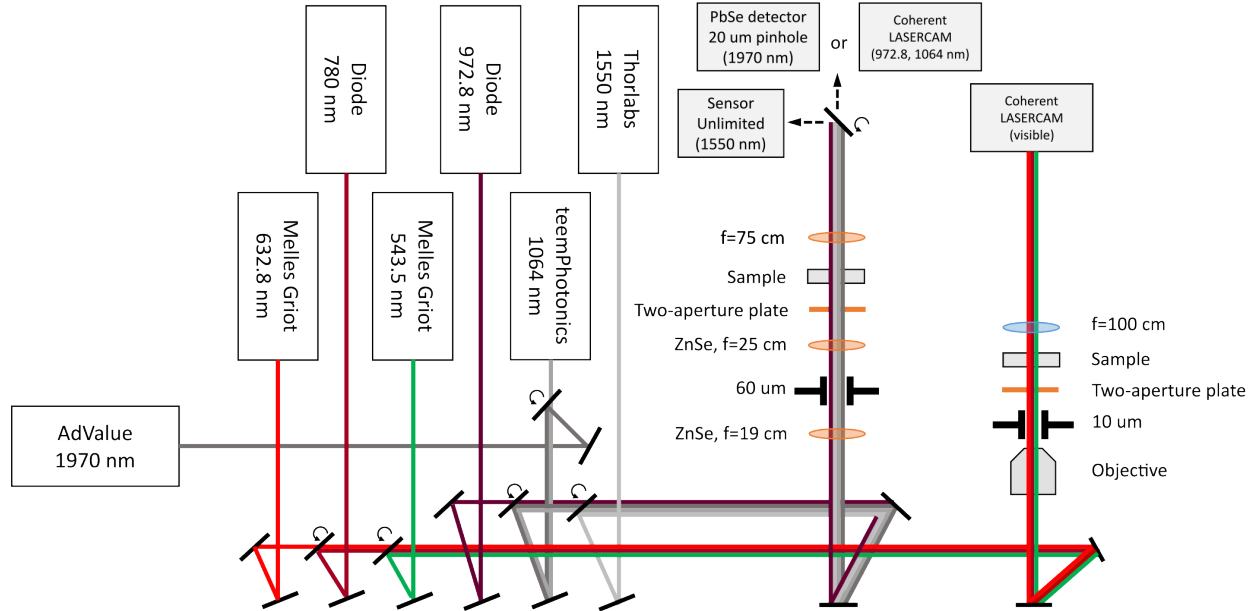 PbSe detector
20 um pinhole
(1970 nm)
or
Coherent
LASERCAM
(972.8, 1064 nm)
Sensor
Unlimited
(1550 nm)
Coherent
LASERCAM
(visible)
Diode
780 nm
Diode
972.8 nm
Thorlabs
1550 nm
Melles Griot
632.8 nm
Melles Griot
543.5 nm
teemPhotonics
1064 nm
AdValue
1970 nm
f=75 cm
Sample
Two-aperture plate
ZnSe, f=25 cm
60 um
ZnSe, f=19 cm
f=100 cm
Sample
Two-aperture plate
10 um
Objective